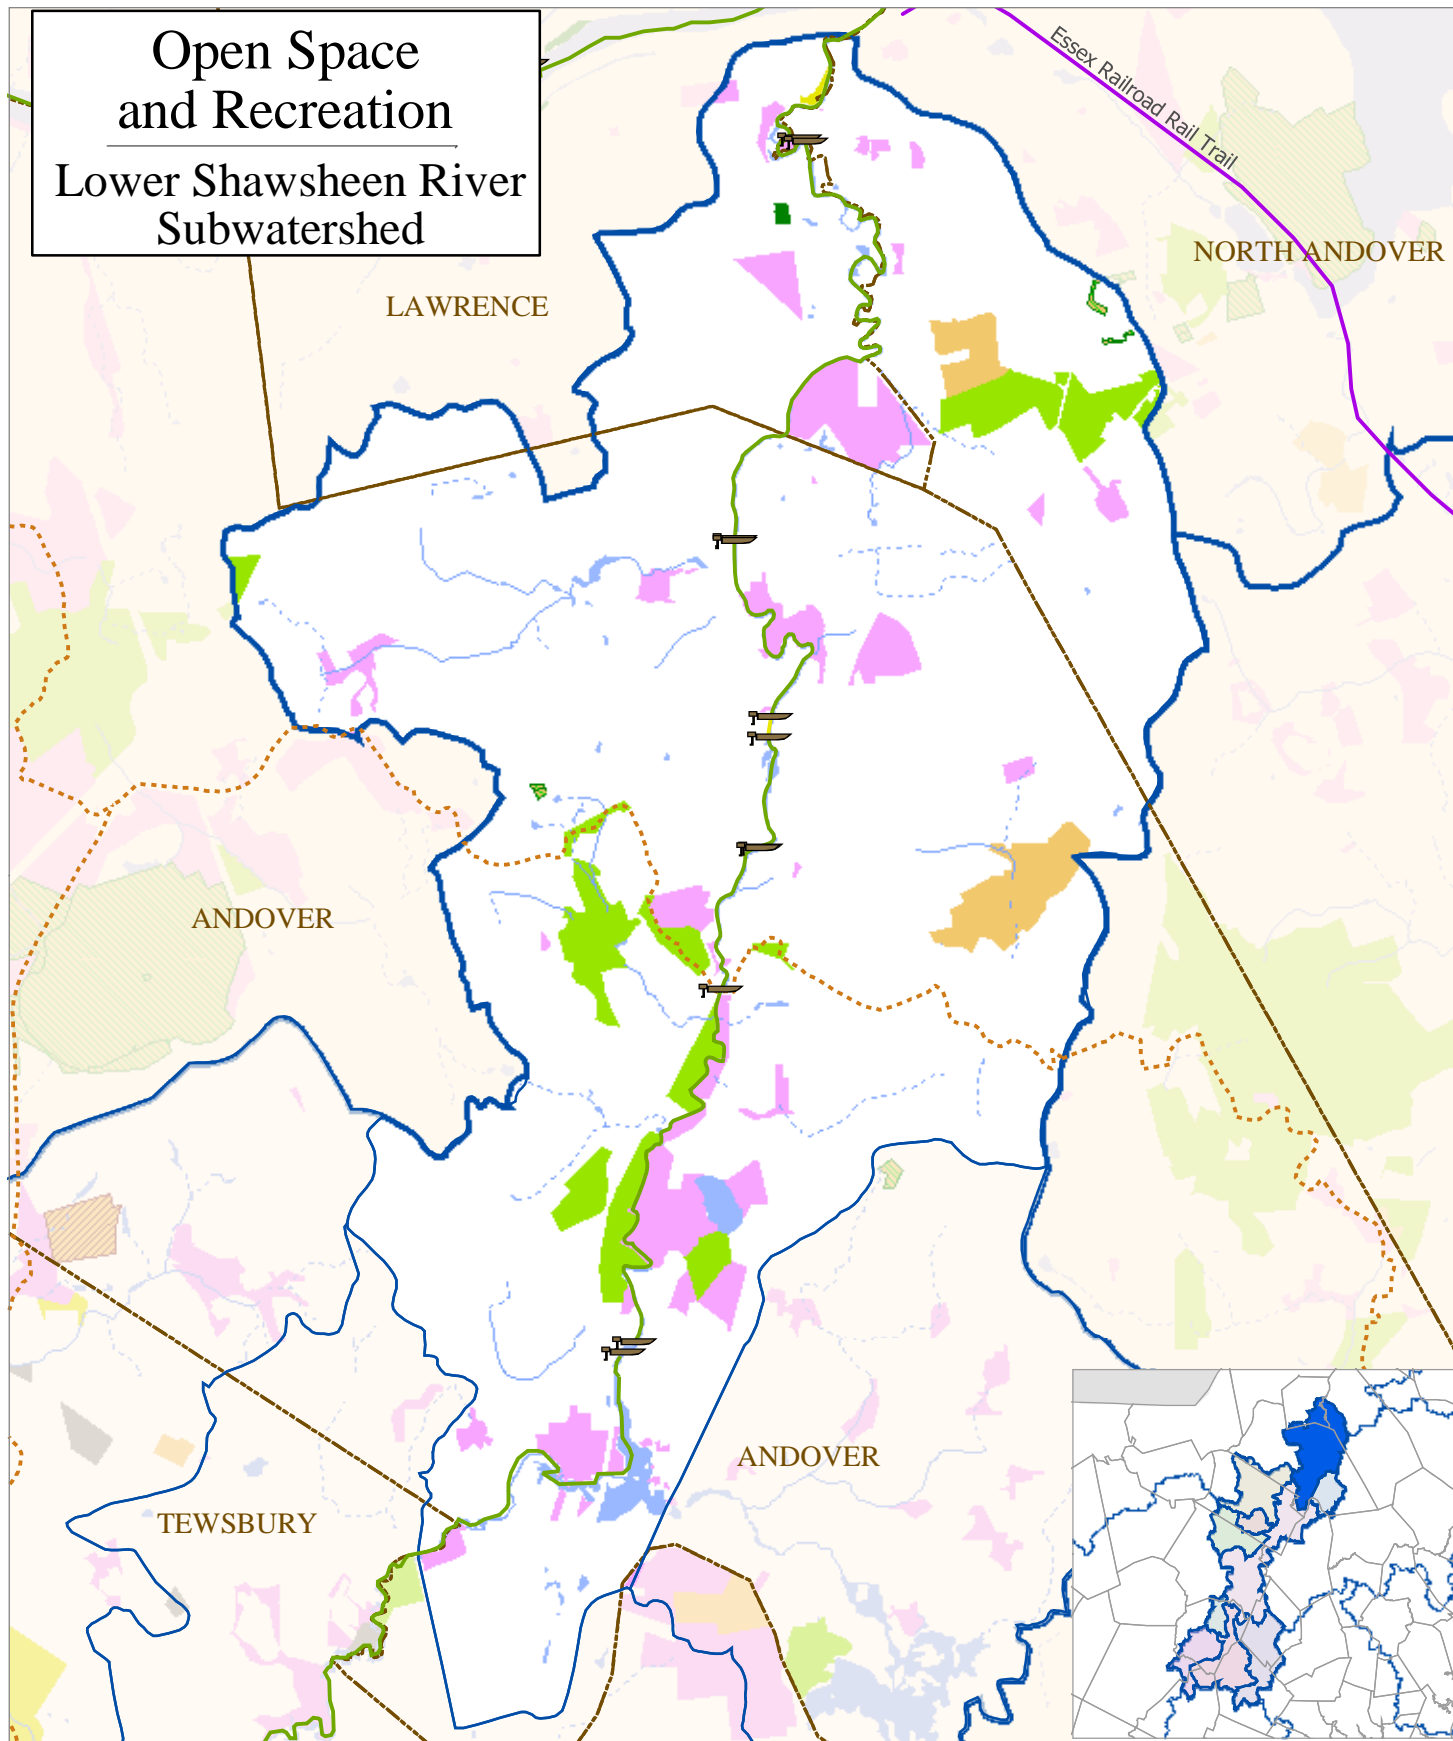 Open Space
and Recreation
Lower Shawsheen River
Subwatershed
Essex Railroad Rail Trail
NORTH ANDOVER
LAWRENCE
ANDOVER
ANDOVER
TEWSBURY